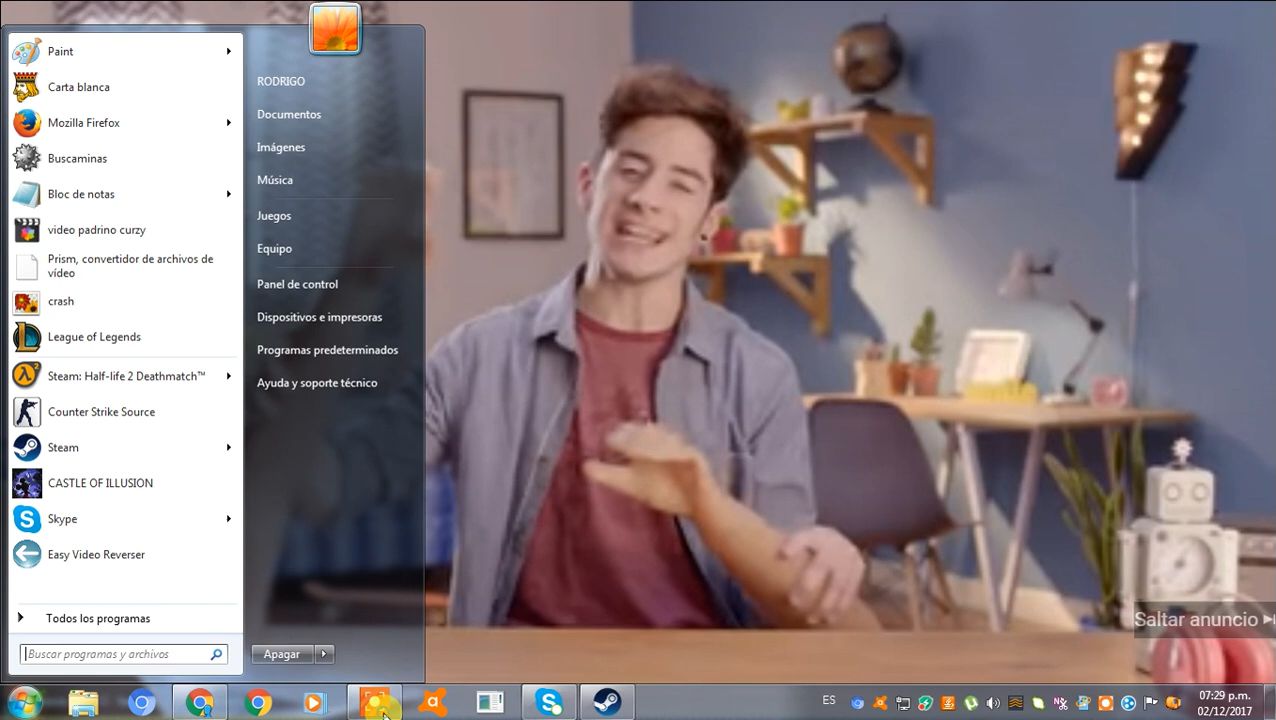 Paint
Carta blanca
Mozilla Firefox
Buscaminas
Bloc de notas
video padrino curzy
Prism, convertidor de archivos de
vídeo
crash
League of Legends
Steam: Half-life 2 Deathmatch™
Counter Strike Source
Steam
CASTLE OF ILLUSION
Skype
Easy Video Reverser
Todos los programas
Buscar programas y archivos
RODRIGO
Documentos
Imágenes
Música
Juegos
Equipo
Panel de control
Dispositivos e impresoras
Programas predeterminados
Ayuda y soporte técnico
Apagar
Saltar anuncio
ES
07:29 p.m.
02/12/2017